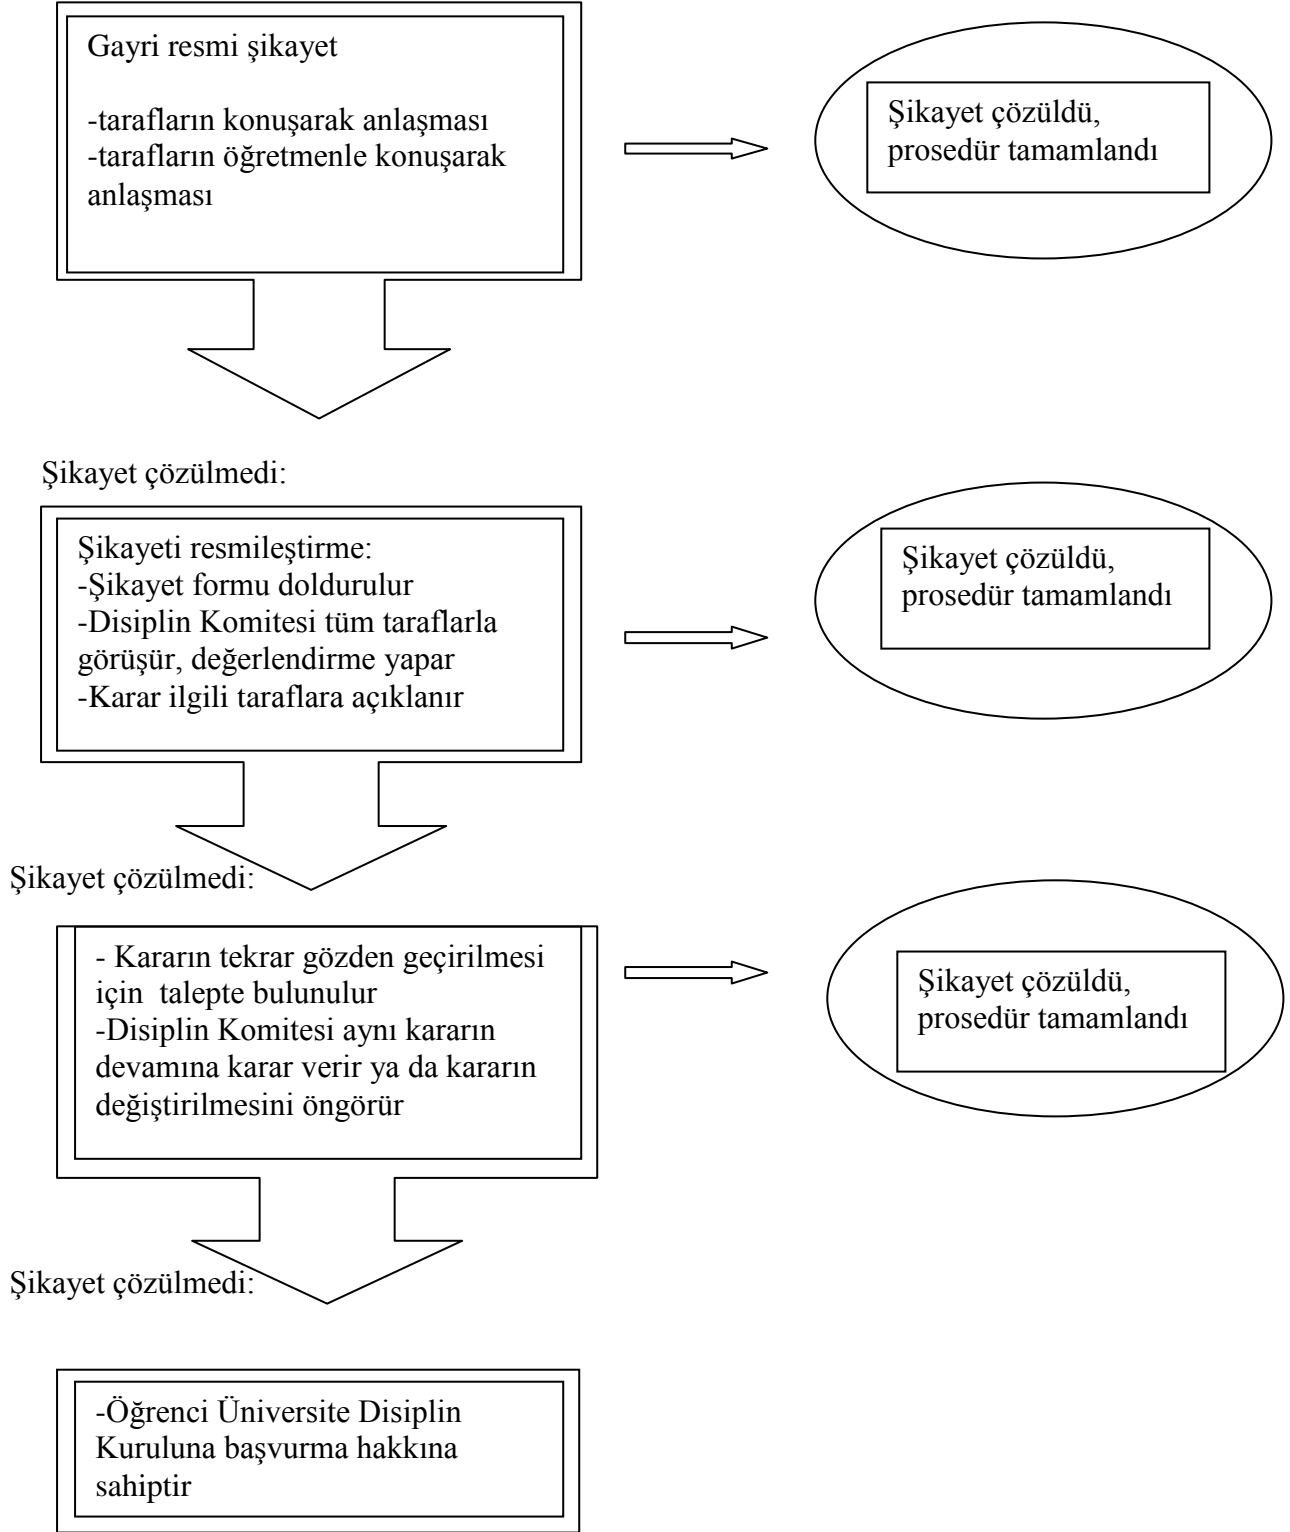 Gayri resmi şikayet
-tarafların konuşarak anlaşması
-tarafların öğretmenle konuşarak
anlaşması
Şikayet çözüldü,
prosedür tamamlandı
Şikayet çözülmedi:
Şikayeti resmileştirme:
-Şikayet formu doldurulur
-Disiplin Komitesi tüm taraflarla
görüşür, değerlendirme yapar
-Karar ilgili taraflara açıklanır
Şikayet çözüldü,
prosedür tamamlandı
Şikayet çözülmedi:
- Kararın tekrar gözden geçirilmesi
için  talepte bulunulur
-Disiplin Komitesi aynı kararın
devamına karar verir ya da kararın
değiştirilmesini öngörür
Şikayet çözüldü,
prosedür tamamlandı
Şikayet çözülmedi:
-Öğrenci Üniversite Disiplin
Kuruluna başvurma hakkına
sahiptir